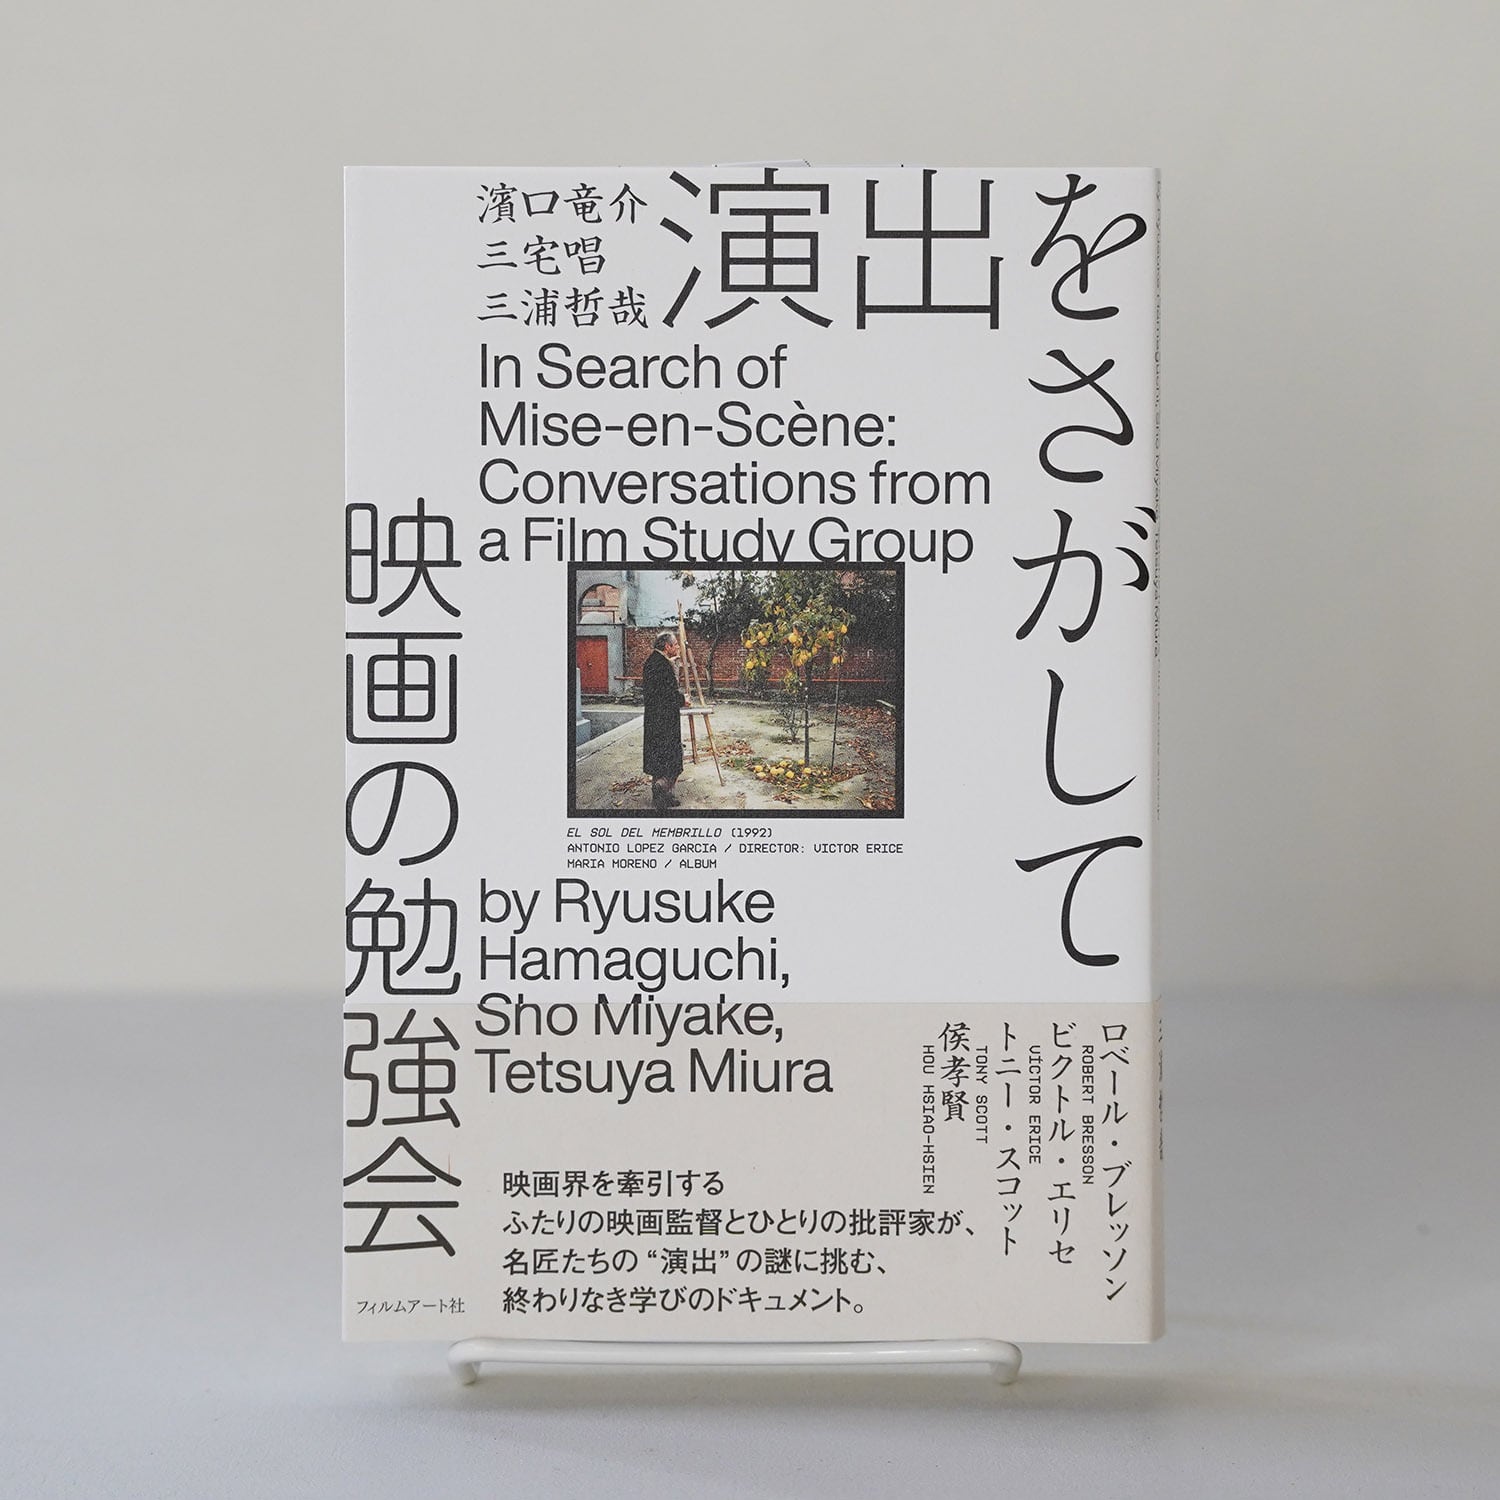 演出をさがして
映画の勉強会
濱口竜介
三宅唱
三浦哲哉
In Search of
Mise-en-Scène:
Conversations from
a Film Study Group
EL SOL DEL MEMBRILLO (1992)
ANTONIO LOPEZ GARCIA / DIRECTOR: VICTOR ERICE
MARIA MORENO / ALBUM
by Ryusuke
Hamaguchi,
Sho Miyake,
Tetsuya Miura
ロベール・ブレッソン
ROBERT BRESSON
ビクトル・エリセ
VÍCTOR ERICE
トニー・スコット
TONY SCOTT
侯孝賢
HOU HSIAO-HSIEN
映画界を牽引する
ふたりの映画監督とひとりの批評家が、
名匠たちの“演出”の謎に挑む、
終わりなき学びのドキュメント。
フィルムアート社